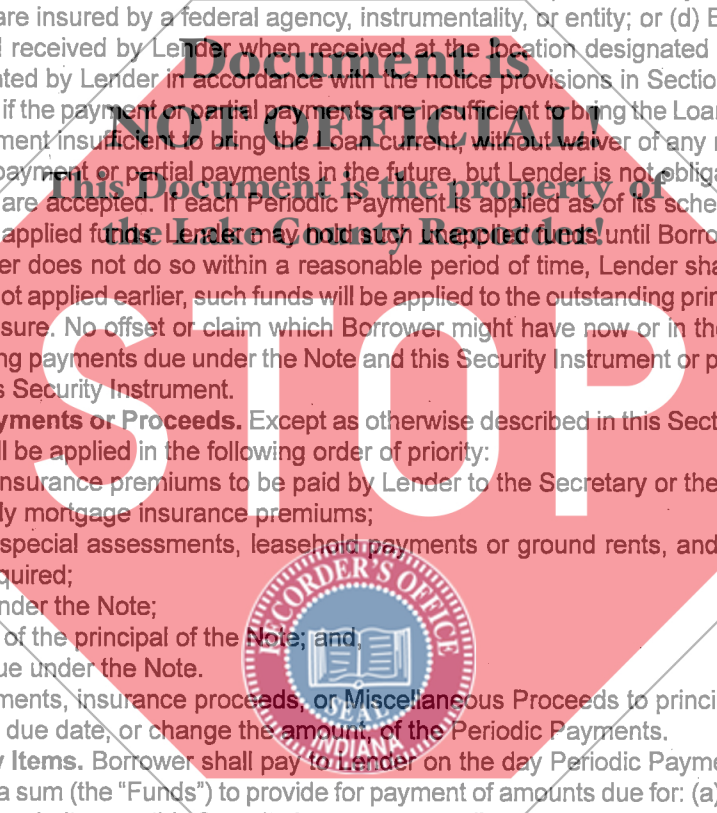 are insured by a federal agency, instrumentality, or entity; or (d) E
received by Lender when received at the location designated
ted by Lender in accordance with the notice provisions in Sectio
Document is
if the payment or partial payments are insufficient to bring the Loan
NOT OFFICIAL!
ment insufficient to bring the Loan current, without waiver of any
payment or partial payments in the future, but Lender is not obliga
This Document is the property of
are accepted. If each Periodic Payment is applied as of its sche
the Lake County Recorder!
applied funds. Lender may hold such unapplied funds until Borro
er does not do so within a reasonable period of time, Lender sha
ot applied earlier, such funds will be applied to the outstanding prin
sure. No offset or claim which Borrower might have now or in the
ng payments due under the Note and this Security Instrument or p
s Security Instrument.
STOP
yments or Proceeds. Except as otherwise described in this Sect
ll be applied in the following order of priority:
nsurance premiums to be paid by Lender to the Secretary or the
ly mortgage insurance premiums;
special assessments, leasehold payments or ground rents, and
quired;
nder the Note;
of the principal of the Note; and,
ue under the Note.
RECORDER'S OFFICE
SEAL
INDIANA
ments, insurance proceeds, or Miscellaneous Proceeds to princi
due date, or change the amount, of the Periodic Payments.
y Items. Borrower shall pay to Lender on the day Periodic Payme
a sum (the "Funds") to provide for payment of amounts due for: (a)